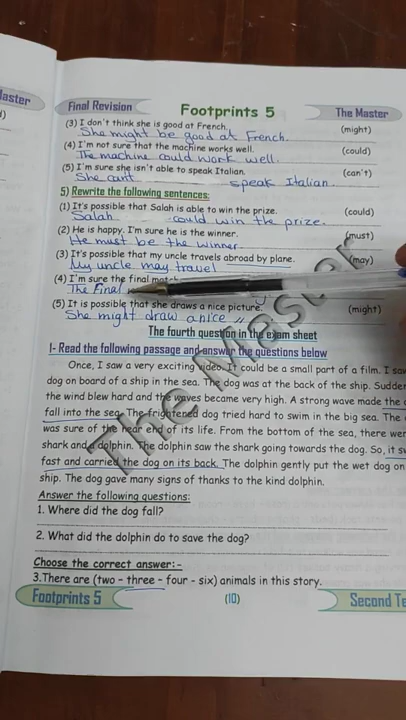 Master
Final Revision Footprints 5 The Master
(3) I don't think she is good at French. (might)
She might be good at French.
(4) I'm not sure that the machine works well. (could)
The machine could work well.
(5) I'm sure she isn't able to speak Italian. (can't)
She can't speak Italian.
5) Rewrite the following sentences:
(1) It's possible that Salah is able to win the prize. (could)
Salah could win the prize.
(2) He is happy. I'm sure he is the winner. (must)
He must be the winner.
(3) It's possible that my uncle travels abroad by plane. (may)
My uncle may travel
(4) I'm sure the final
The Final
(5) It is possible that she draws a nice picture. (might)
She might draw a nice "
The fourth question in the exam sheet
1- Read the following passage and answer the questions below
Once, I saw a very exciting video. It could be a small part of a film. I saw
dog on board of a ship in the sea. The dog was at the back of the ship.
the wind blew hard and the waves became very high. A strong wave made the
fall into the sea. The frightened dog tried hard to swim in the big sea. The
was sure of the near end of its life. From the bottom of the sea, there
shark and dolphin. The dolphin saw the shark going towards the dog. So, it
fast and carried the dog on its back. The dolphin gently put the wet dog on
ship. The dog gave many signs of thanks to the kind dolphin.
Answer the following questions:
1. Where did the dog fall?
2. What did the dolphin do to save the dog?
Choose the correct answer:-
3.There are (two - three - four - six) animals in this story.
Footprints 5 (10) Second
The Master